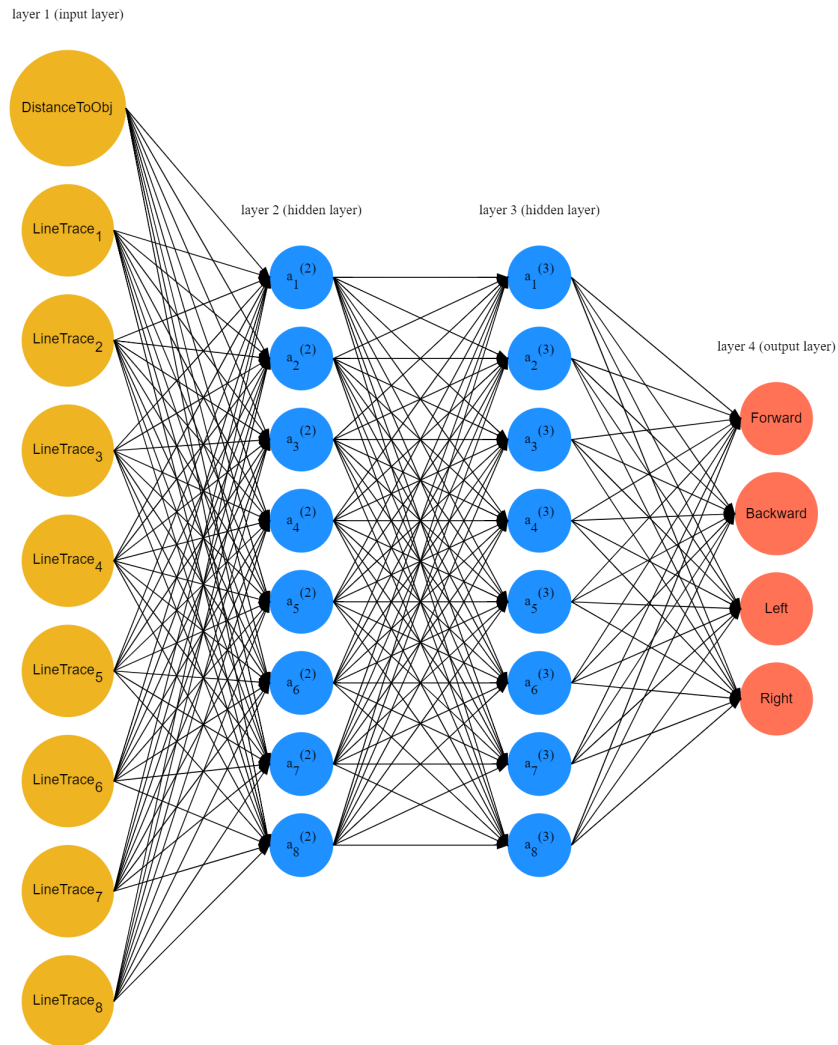 layer 1 (input layer)
DistanceToObj
LineTrace1
LineTrace2
LineTrace3
LineTrace4
LineTrace5
LineTrace6
LineTrace7
LineTrace8
layer 2 (hidden layer)
a1(2)
a2(2)
a3(2)
a4(2)
a5(2)
a6(2)
a7(2)
a8(2)
layer 3 (hidden layer)
a1(3)
a2(3)
a3(3)
a4(3)
a5(3)
a6(3)
a7(3)
a8(3)
layer 4 (output layer)
Forward
Backward
Left
Right